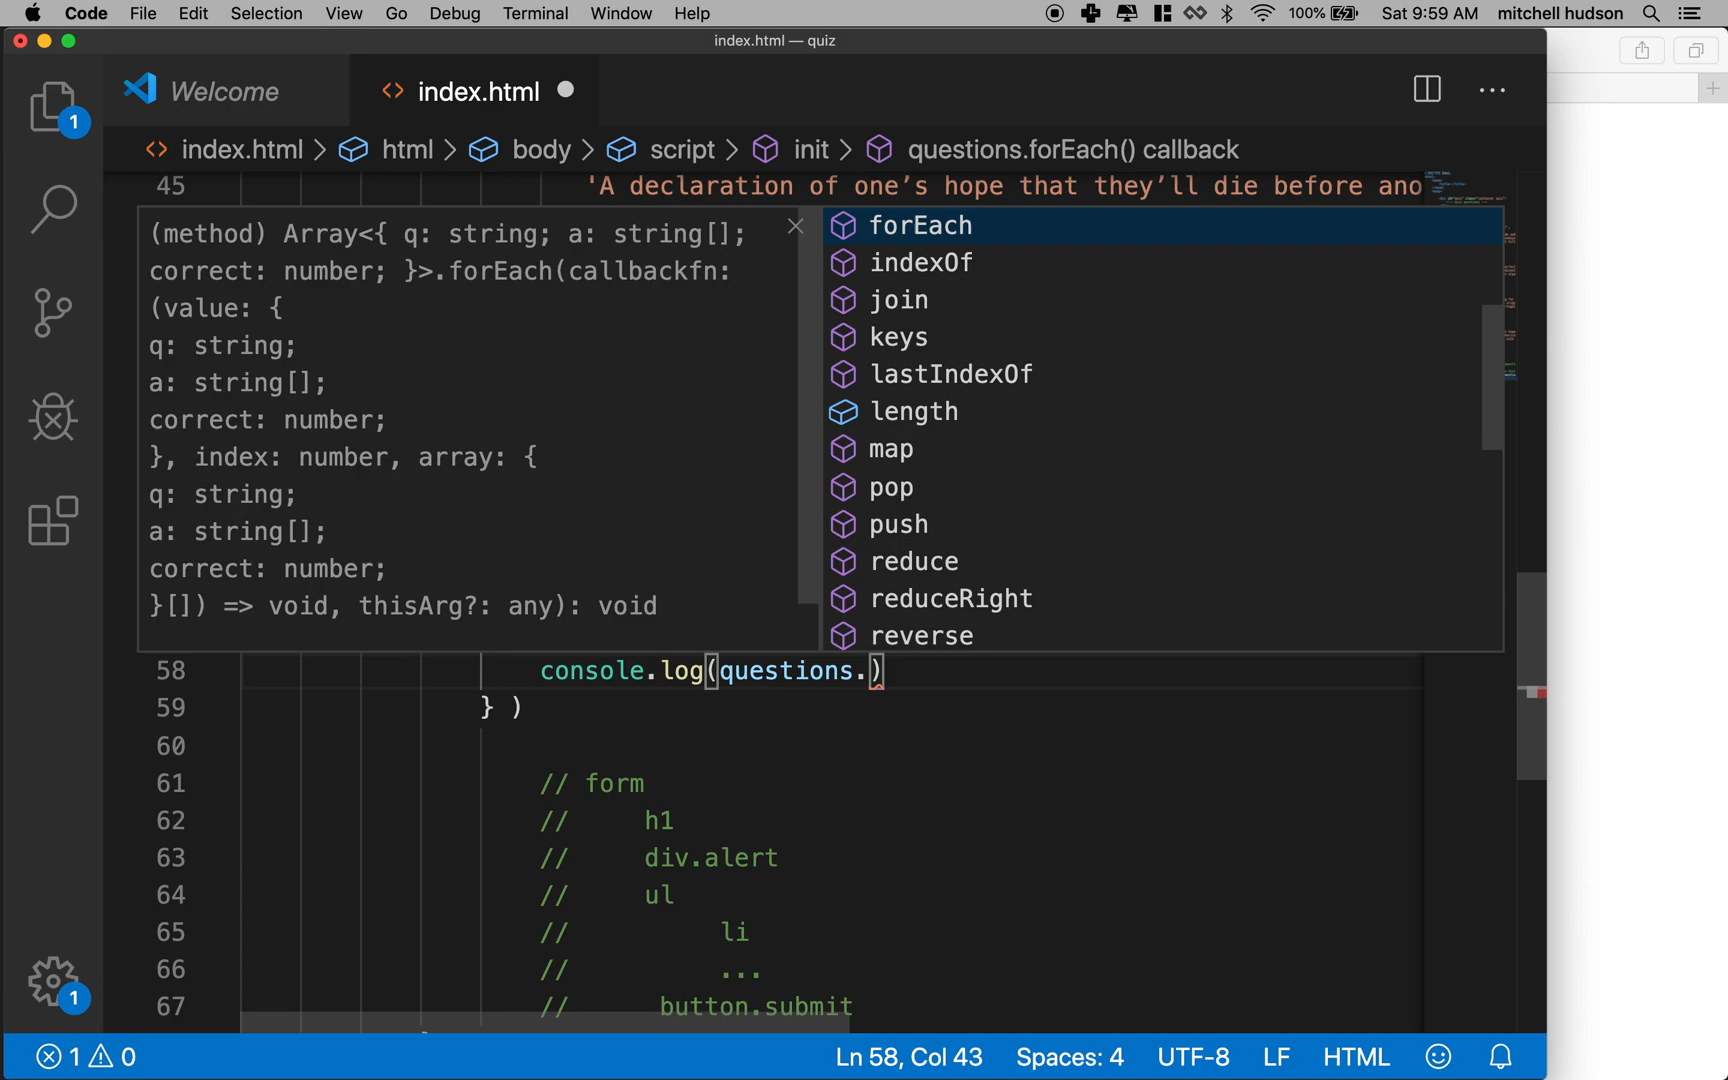 Code File Edit Selection View Go Debug Terminal Window Help 100% Sat 9:59 AM mitchell hudson
index.html — quiz
Welcome <> index.html
<> index.html > html > body > script > init > questions.forEach() callback
1
45 'A declaration of one’s hope that they’ll die before ano
(method) Array<{ q: string; a: string[];
correct: number; }>.forEach(callbackfn:
(value: {
q: string;
a: string[];
correct: number;
}, index: number, array: {
q: string;
a: string[];
correct: number;
}[]) => void, thisArg?: any): void
forEach
indexOf
join
keys
lastIndexOf
length
map
pop
push
reduce
reduceRight
reverse
58 console.log(questions.)
59 } )
60
61 // form
62 // h1
63 // div.alert
64 // ul
65 // li
66 // ...
67 // button.submit
1
1 0 Ln 58, Col 43 Spaces: 4 UTF-8 LF HTML